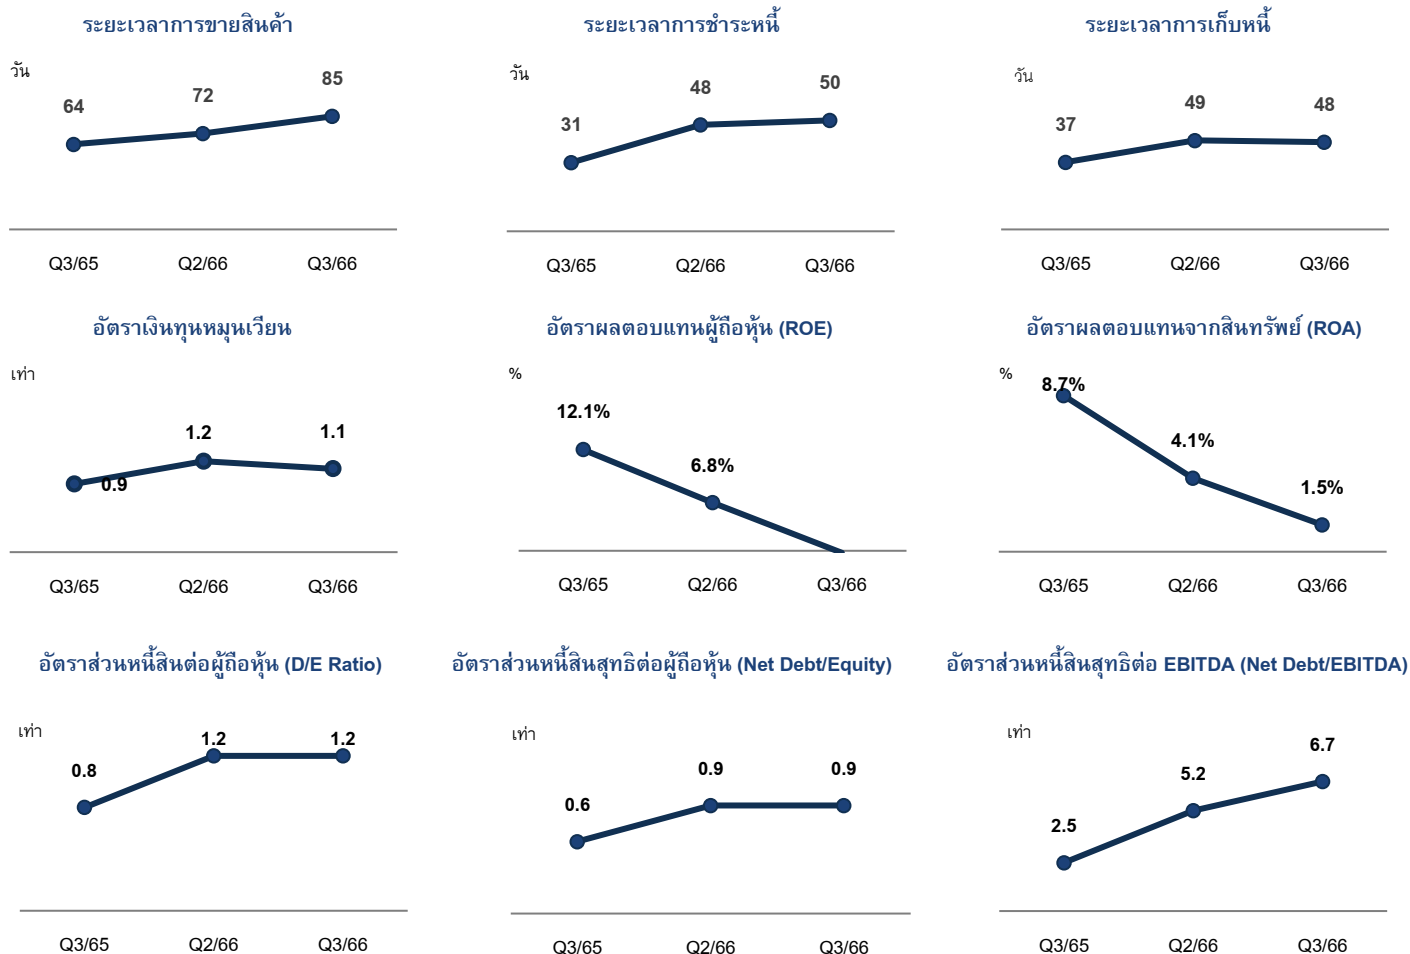 ระยะเวลาการขายสินค้า
วัน
64
72
85
Q3/65
Q2/66
Q3/66
ระยะเวลาการชำระหนี้
วัน
31
48
50
Q3/65
Q2/66
Q3/66
ระยะเวลาการเก็บหนี้
วัน
37
49
48
Q3/65
Q2/66
Q3/66
อัตราเงินทุนหมุนเวียน
เท่า
0.9
1.2
1.1
Q3/65
Q2/66
Q3/66
อัตราผลตอบแทนผู้ถือหุ้น (ROE)
%
12.1%
6.8%
Q3/65
Q2/66
Q3/66
อัตราผลตอบแทนจากสินทรัพย์ (ROA)
%
8.7%
4.1%
1.5%
Q3/65
Q2/66
Q3/66
อัตราส่วนหนี้สินต่อผู้ถือหุ้น (D/E Ratio)
เท่า
0.8
1.2
1.2
Q3/65
Q2/66
Q3/66
อัตราส่วนหนี้สินสุทธิต่อผู้ถือหุ้น (Net Debt/Equity)
เท่า
0.6
0.9
0.9
Q3/65
Q2/66
Q3/66
อัตราส่วนหนี้สินสุทธิต่อ EBITDA (Net Debt/EBITDA)
เท่า
2.5
5.2
6.7
Q3/65
Q2/66
Q3/66